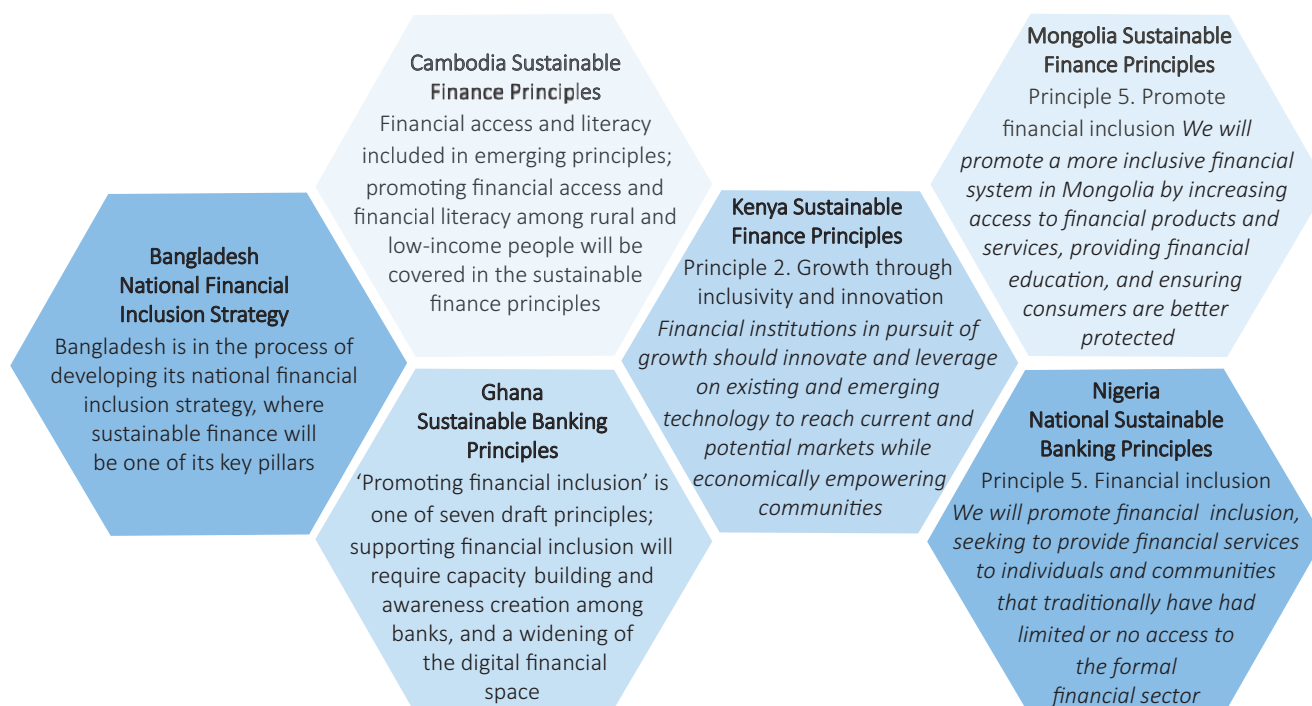 Bangladesh
National Financial
Inclusion Strategy
Bangladesh is in the process of
developing its national financial
inclusion strategy, where
sustainable finance will
be one of its key pillars
Cambodia Sustainable
Finance Principles
Financial access and literacy
included in emerging principles;
promoting financial access and
financial literacy among rural and
low-income people will be
covered in the sustainable
finance principles
Ghana
Sustainable Banking
Principles
‘Promoting financial inclusion’ is
one of seven draft principles;
supporting financial inclusion will
require capacity building and
awareness creation among
banks, and a widening of
the digital financial
space
Kenya Sustainable
Finance Principles
Principle 2. Growth through
inclusivity and innovation
Financial institutions in pursuit of
growth should innovate and leverage
on existing and emerging
technology to reach current and
potential markets while
economically empowering
communities
Mongolia Sustainable
Finance Principles
Principle 5. Promote
financial inclusion We will
promote a more inclusive financial
system in Mongolia by increasing
access to financial products and
services, providing financial
education, and ensuring
consumers are better
protected
Nigeria
National Sustainable
Banking Principles
Principle 5. Financial inclusion
We will promote financial inclusion,
seeking to provide financial services
to individuals and communities
that traditionally have had
limited or no access to
the formal
financial sector